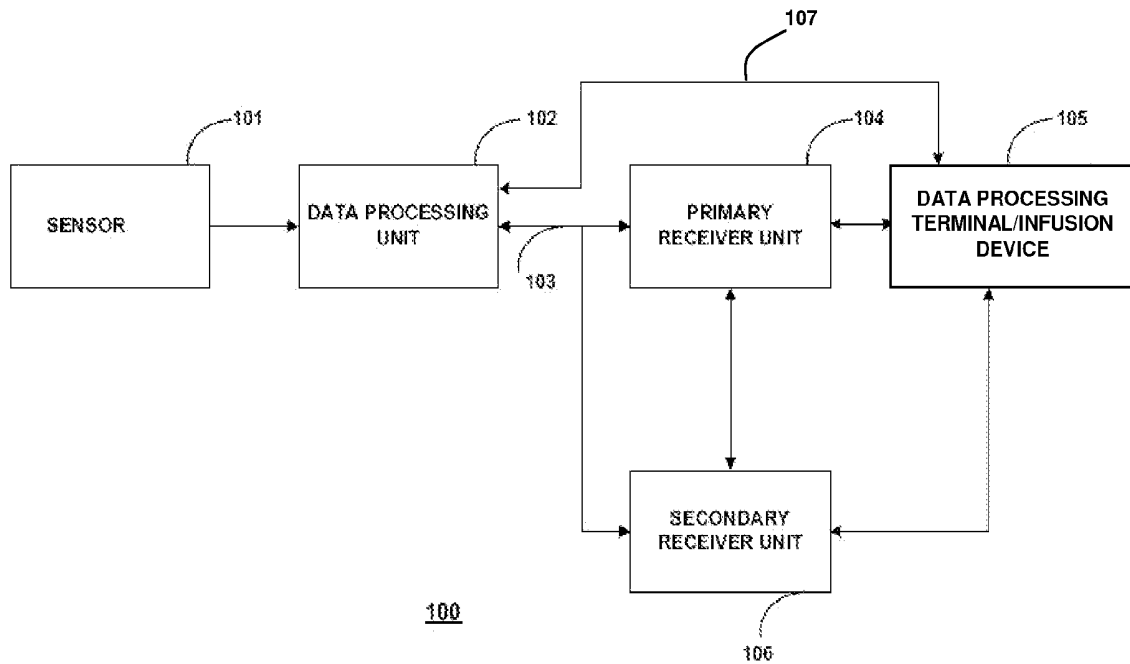 107
101
102
104
105
SENSOR
DATA PROCESSING
UNIT
PRIMARY
RECEIVER UNIT
DATA PROCESSING
TERMINAL/INFUSION
DEVICE
103
SECONDARY
RECEIVER UNIT
100
106